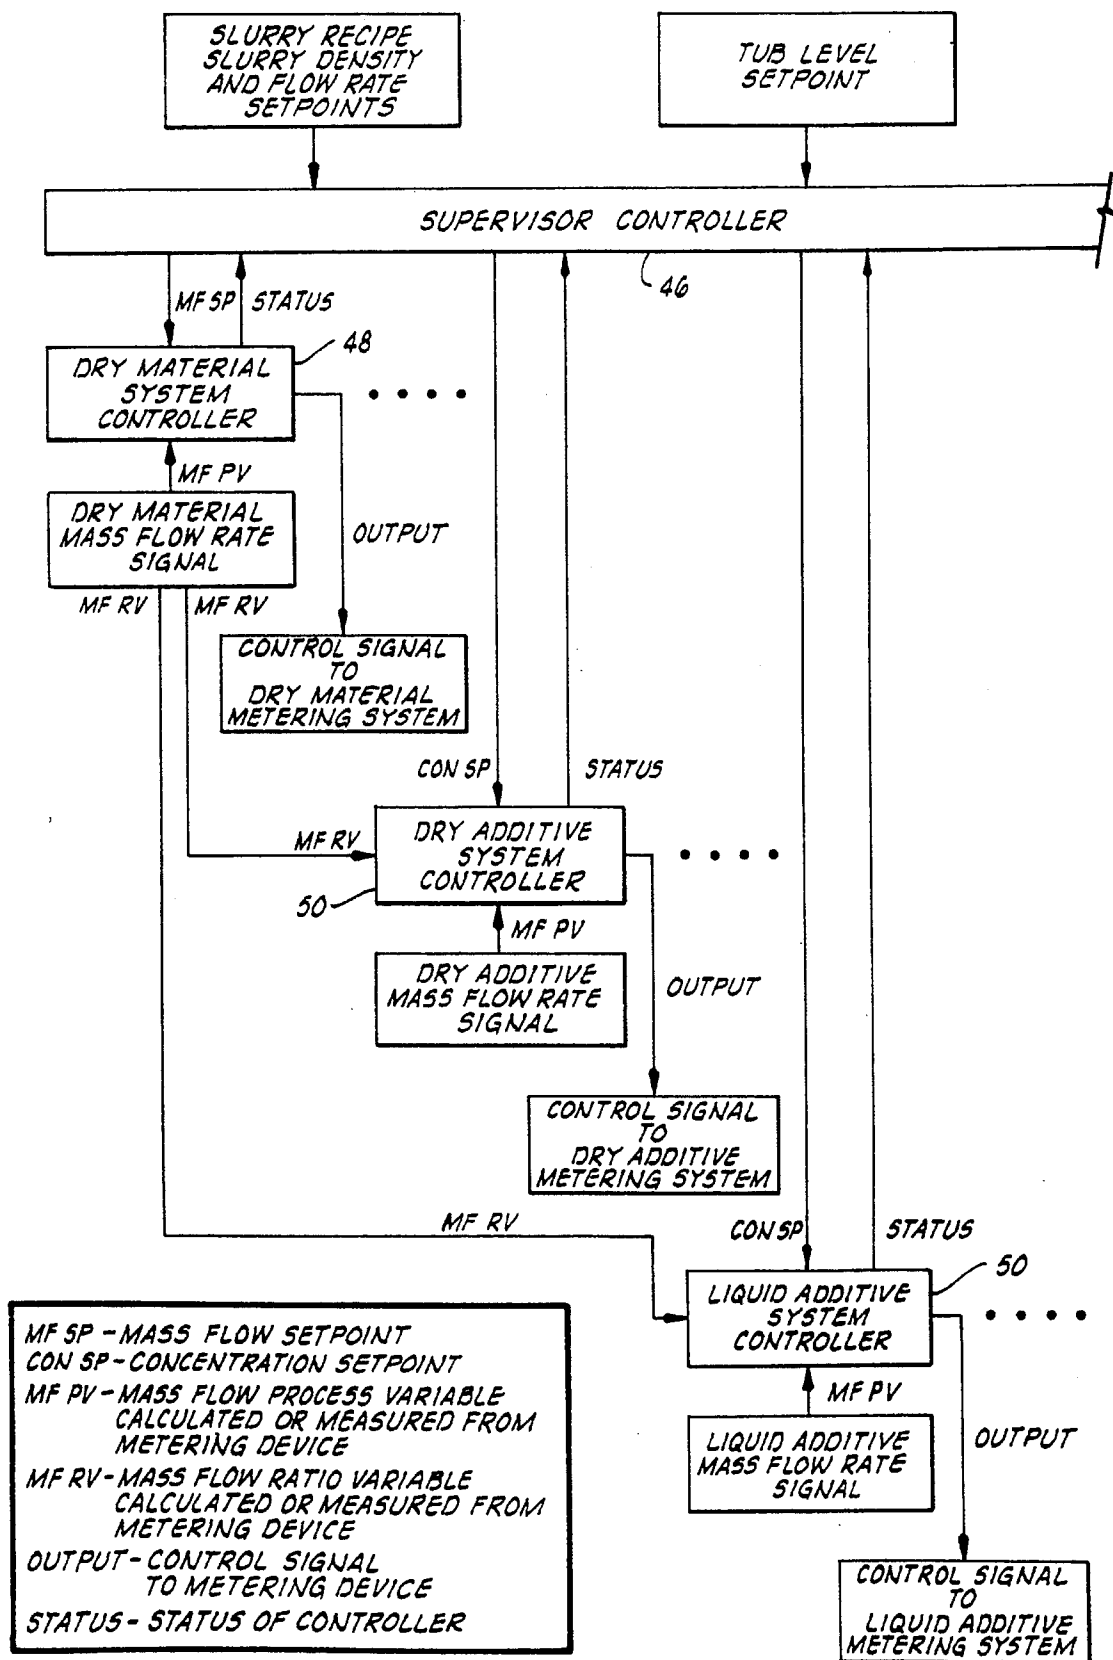 SLURRY RECIPE
SLURRY DENSITY
AND FLOW RATE
SETPOINTS
TUB LEVEL
SETPOINT
SUPERVISOR CONTROLLER
46
MF SP
STATUS
48
DRY MATERIAL
SYSTEM
CONTROLLER
MF PV
DRY MATERIAL
MASS FLOW RATE
SIGNAL
OUTPUT
MF RV
MF RV
CONTROL SIGNAL
TO
DRY MATERIAL
METERING SYSTEM
CON SP
STATUS
MF RV
DRY ADDITIVE
SYSTEM
CONTROLLER
50
MF PV
DRY ADDITIVE
MASS FLOW RATE
SIGNAL
OUTPUT
CONTROL SIGNAL
TO
DRY ADDITIVE
METERING SYSTEM
MF RV
CON SP
STATUS
50
LIQUID ADDITIVE
SYSTEM
CONTROLLER
MF PV
LIQUID ADDITIVE
MASS FLOW RATE
SIGNAL
OUTPUT
CONTROL SIGNAL
TO
LIQUID ADDITIVE
METERING SYSTEM
MF SP - MASS FLOW SETPOINT
CON SP - CONCENTRATION SETPOINT
MF PV - MASS FLOW PROCESS VARIABLE
CALCULATED OR MEASURED FROM
METERING DEVICE
MF RV - MASS FLOW RATIO VARIABLE
CALCULATED OR MEASURED FROM
METERING DEVICE
OUTPUT - CONTROL SIGNAL
TO METERING DEVICE
STATUS - STATUS OF CONTROLLER